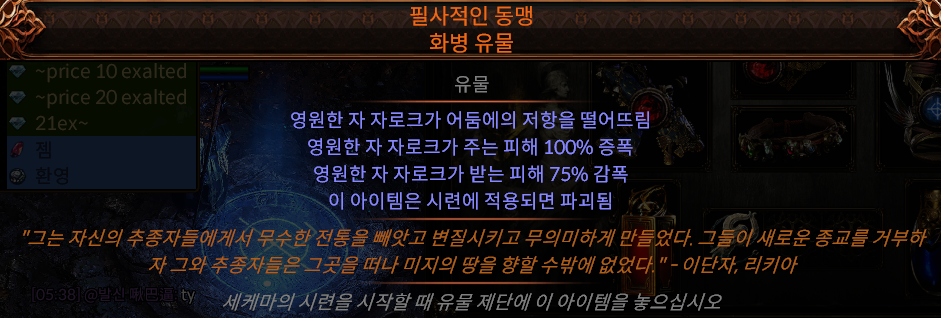 필사적인 동맹
화병 유물
~price 10 exalted
~price 20 exalted
21ex~
젬
환영
유물
영원한 자 자로크가 어둠에의 저항을 떨어뜨림
영원한 자 자로크가 주는 피해 100% 증폭
영원한 자 자로크가 받는 피해 75% 감폭
이 아이템은 시련에 적용되면 파괴됨
"그는 자신의 추종자들에게서 무수한 전통을 빼앗고 변질시키고 무의미하게 만들었다. 그들이 새로운 종교를 거부하
자 그와 추종자들은 그곳을 떠나 미지의 땅을 향할 수밖에 없었다." - 이단자, 리키아
[05:38] @발신 ty
세케마의 시련을 시작할 때 유물 제단에 이 아이템을 놓으십시오